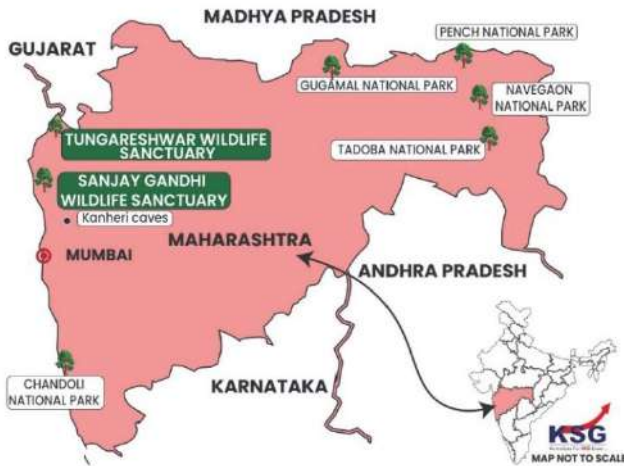 MADHYA PRADESH
PENCH NATIONAL PARK
GUJARAT
GUGAMAL NATIONAL PARK
NAVEGAON
NATIONAL PARK
TUNGARESHWAR WILDLIFE
SANCTUARY
TADOBA NATIONAL PARK
SANJAY GANDHI
WILDLIFE SANCTUARY
Kanheri caves
MAHARASHTRA
MUMBAI
ANDHRA PRADESH
CHANDOLI
NATIONAL PARK
KARNATAKA
KSG
MAP NOT TO SCALE